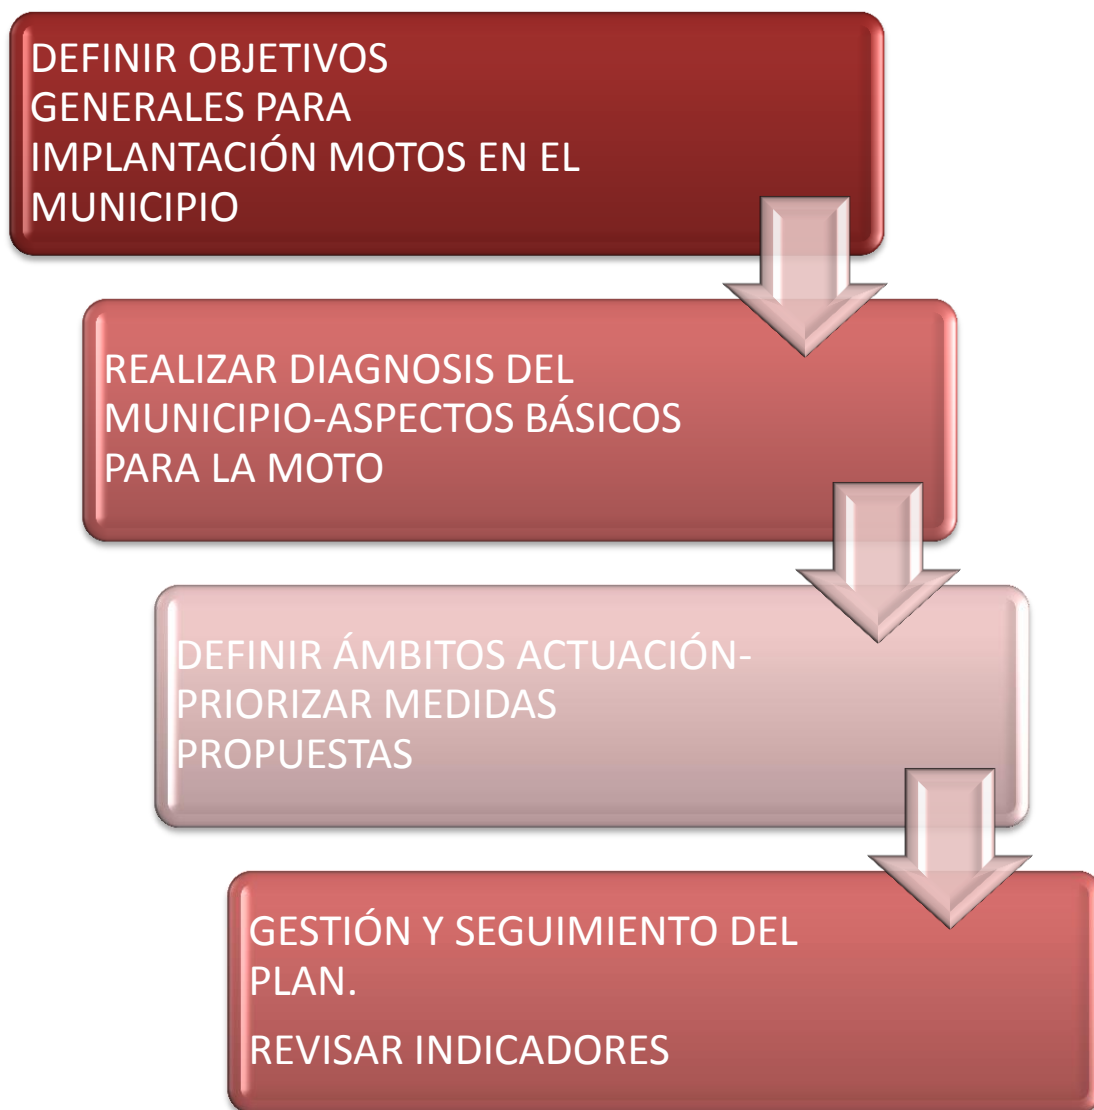 DEFINIR OBJETIVOS
GENERALES PARA
IMPLANTACIÓN MOTOS EN EL
MUNICIPIO
REALIZAR DIAGNOSIS DEL
MUNICIPIO-ASPECTOS BÁSICOS
PARA LA MOTO
DEFINIR ÁMBITOS ACTUACIÓN-
PRIORIZAR MEDIDAS
PROPUESTAS
GESTIÓN Y SEGUIMIENTO DEL
PLAN.
REVISAR INDICADORES